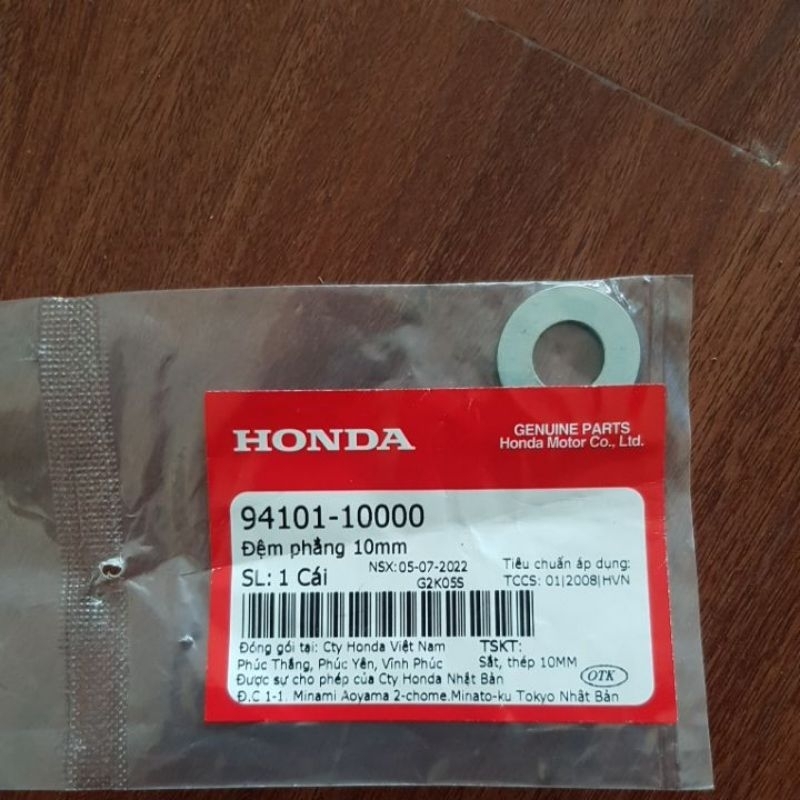 HONDA
GENUINE PARTS
Honda Motor Co., Ltd.
94101-10000
Đệm phẳng 10mm
SL: 1 Cái
NSX:05-07-2022
G2K05S
Tiêu chuẩn áp dụng:
TCCS: 01|2008|HVN
Đóng gói tại: Cty Honda Việt Nam
Phúc Thắng, Phúc Yên, Vĩnh Phúc
TSKT:
Sắt, thép 10MM
Được sự cho phép của Cty Honda Nhật Bản
OTK
Đ.C 1-1. Minami Aoyama 2-chome.Minato-ku Tokyo Nhật Bản